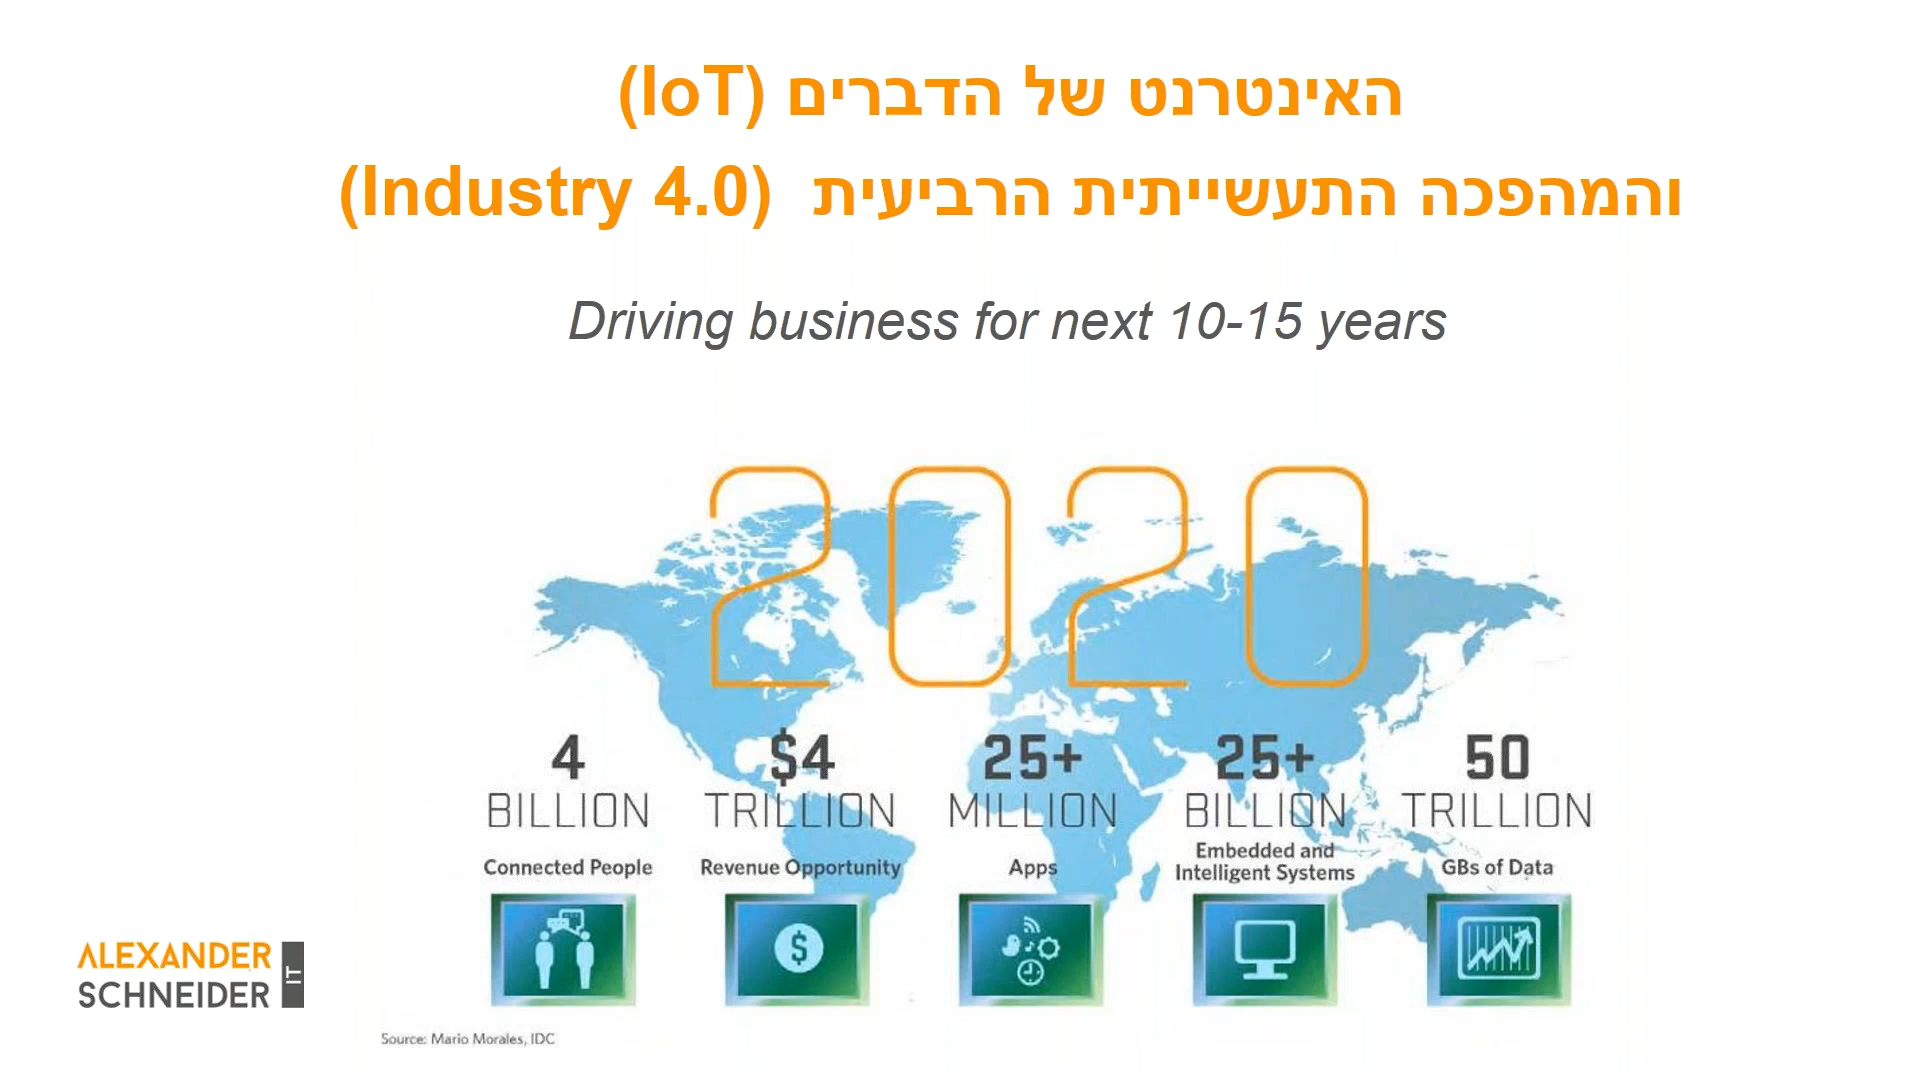 האינטרנט של הדברים (IoT)
והמהפכה התעשייתית הרביעית (Industry 4.0)
Driving business for next 10-15 years
2020
4
BILLION
Connected People
$4
TRILLION
Revenue Opportunity
25+
MILLION
Apps
25+
BILLION
Embedded and
Intelligent Systems
50
TRILLION
GBs of Data
ALEXANDER
SCHNEIDER
IT
Source: Mario Morales, IDC